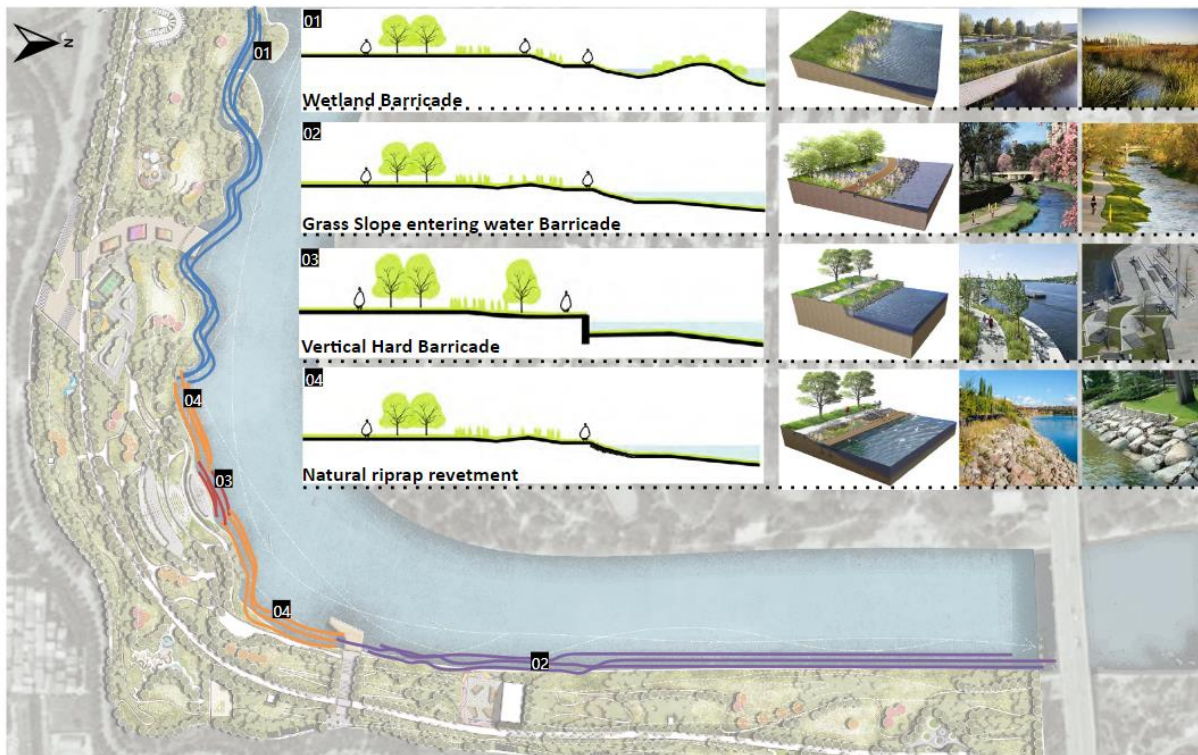 N
01
01
Wetland Barricade
02
Grass Slope entering water Barricade
03
Vertical Hard Barricade
04
Natural riprap revetment
04
03
04
02